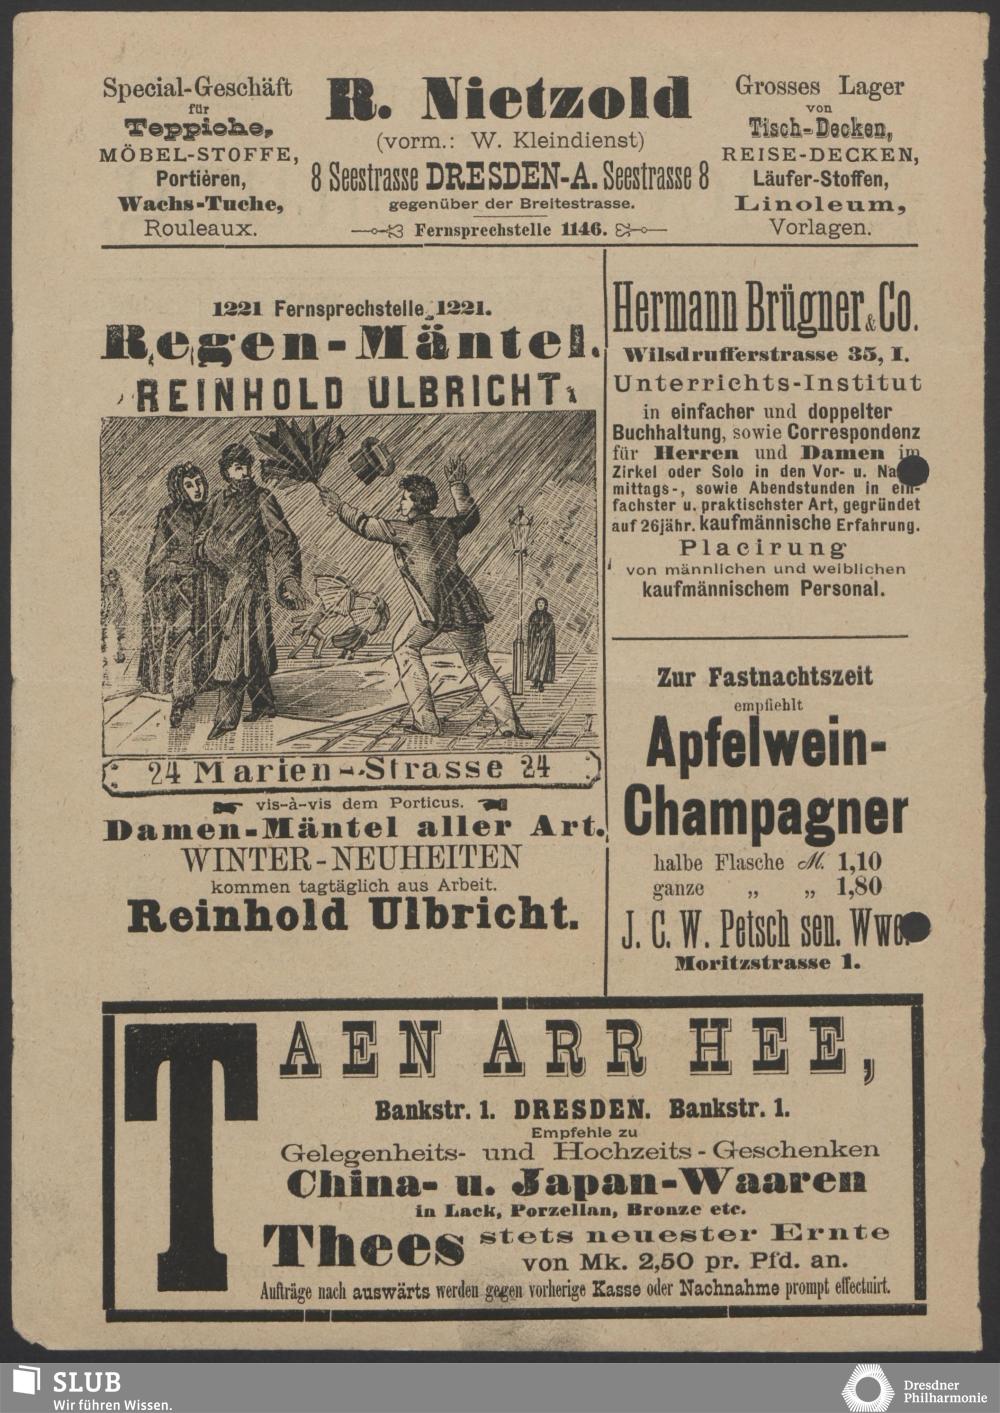 Special-Geschäft
für
Teppiche,
MÖBEL-STOFFE,
Portièren,
Wachs-Tuche,
Rouleaux.
R. Nietzold
(vorm.: W. Kleindienst)
8 Seestrasse DRESDEN-A. Seestrasse 8
gegenüber der Breitestrasse.
Fernsprechstelle 1146.
Grosses Lager
von
Tisch-Decken,
REISE-DECKEN,
Läufer-Stoffen,
Linoleum,
Vorlagen.
1221 Fernsprechstelle 1221.
Regen-Mäntel.
REINHOLD ULBRICHT
24 Marien-Strasse 24
vis-à-vis dem Porticus.
Damen-Mäntel aller Art.
WINTER-NEUHEITEN
kommen tagtäglich aus Arbeit.
Reinhold Ulbricht.
Hermann Brügner & Co.
Wilsdrufferstrasse 35, I.
Unterrichts-Institut
in einfacher und doppelter
Buchhaltung, sowie Correspondenz
für Herren und Damen im
Zirkel oder Solo in den Vor- u. Na
mittags-, sowie Abendstunden in ein-
fachster u. praktischster Art, gegründet
auf 26jähr. kaufmännische Erfahrung.
Placirung
von männlichen und weiblichen
kaufmännischem Personal.
Zur Fastnachtszeit
empfiehlt
Apfelwein-
Champagner
halbe Flasche M. 1,10
ganze „ „ 1,80
J. C. W. Petsch sen. Wwe.
Moritzstrasse 1.
TAEN ARR HEE,
Bankstr. 1. DRESDEN. Bankstr. 1.
Empfehle zu
Gelegenheits- und Hochzeits-Geschenken
China- u. Japan-Waaren
in Lack, Porzellan, Bronze etc.
Thees stets neuester Ernte
von Mk. 2,50 pr. Pfd. an.
Aufträge nach auswärts werden gegen vorherige Kasse oder Nachnahme prompt effectuirt.
SLUB
Wir führen Wissen.
Dresdner
Philharmonie